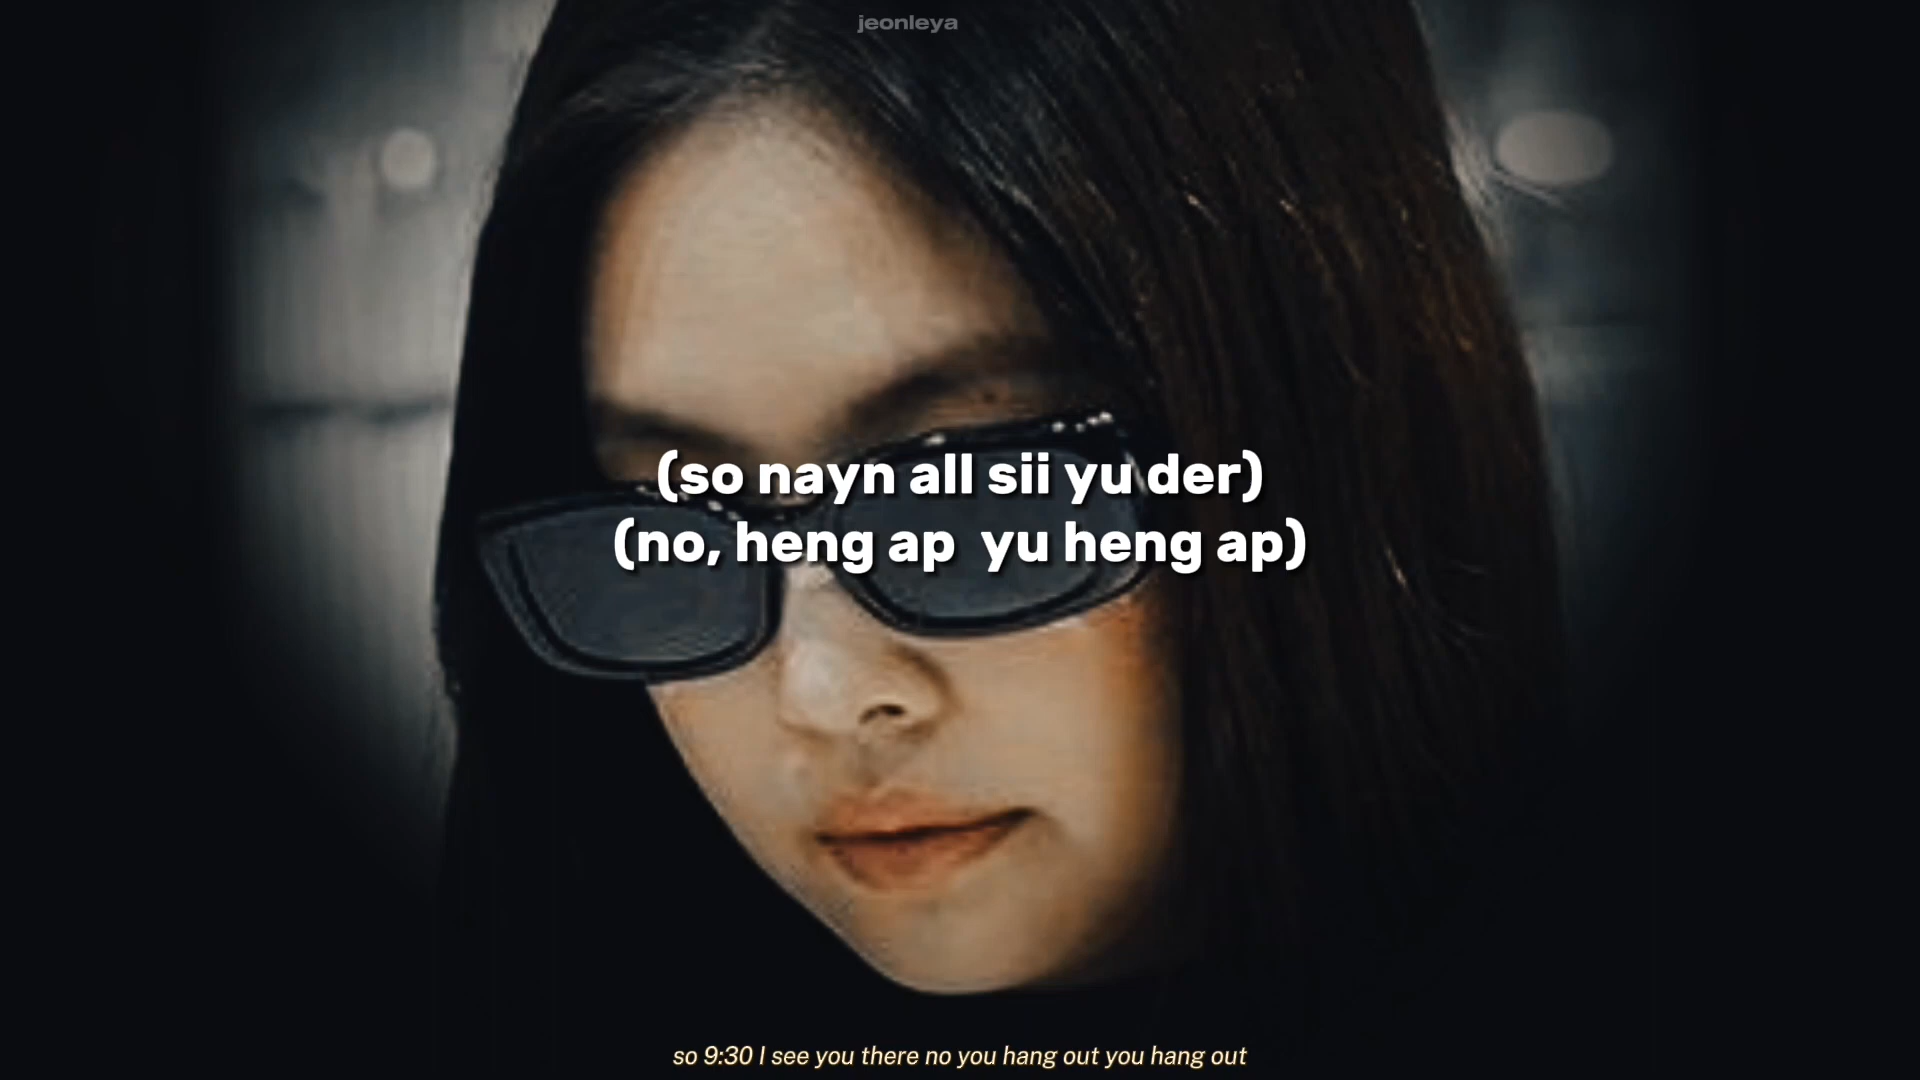 jeonleya
(so nayn all sii yu der)
(no, heng ap  yu heng ap)
so 9:30 I see you there no you hang out you hang out